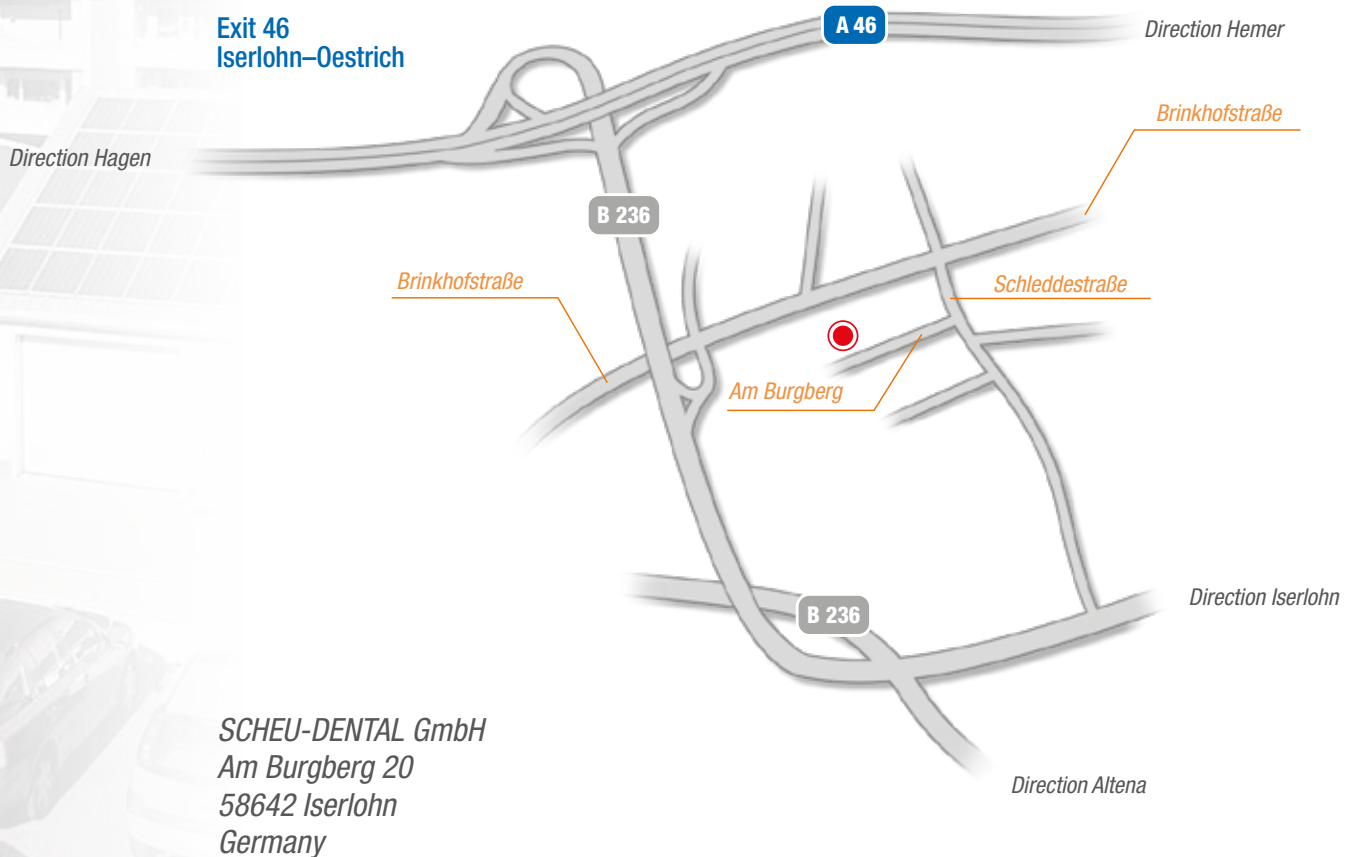 Exit 46
Iserlohn–Oestrich
A 46
Direction Hemer
Brinkhofstraße
Direction Hagen
B 236
Brinkhofstraße
Schleddestraße
Am Burgberg
Direction Iserlohn
B 236
SCHEU-DENTAL GmbH
Am Burgberg 20
58642 Iserlohn
Germany
Direction Altena